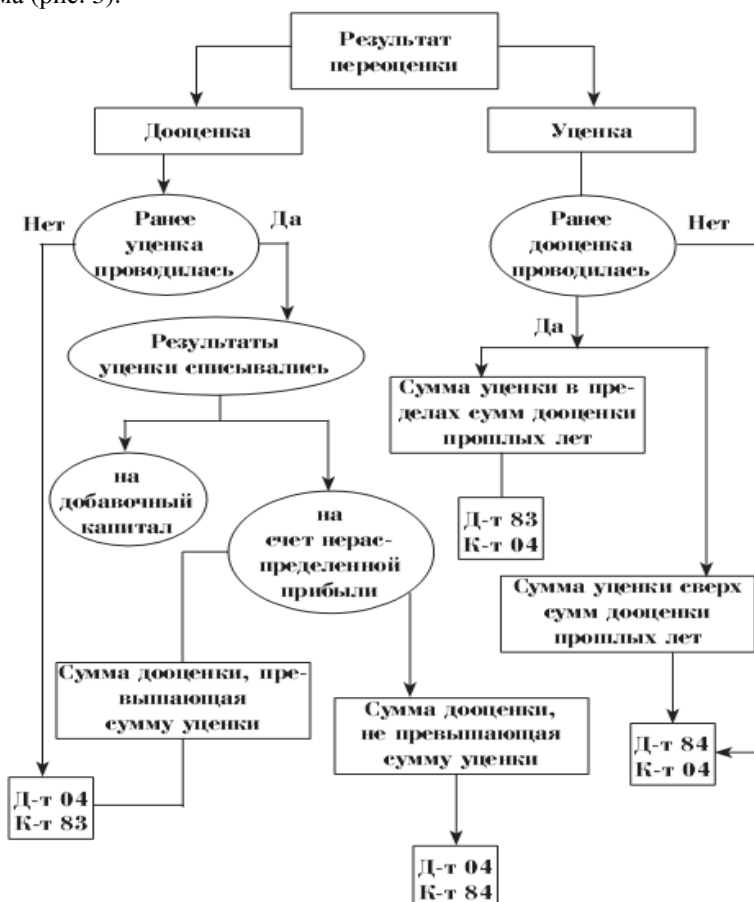 ма (рис. 3).
Результат
переоценки
Дооценка
Уценка
Нет
Ранее
уценка
проводилась
Да
Ранее
дооценка
проводилась
Нет
Результаты
уценки списывались
Да
Сумма уценки в пре-
делах сумм дооценки
прошлых лет
на
добавочный
капитал
на
счет нерас-
пределенной
прибыли
Д-т 83
К-т 04
Сумма уценки сверх
сумм дооценки
прошлых лет
Сумма дооценки, пре-
вышающая
сумму уценки
Сумма дооценки,
не превышающая
сумму уценки
Д-т 84
К-т 04
Д-т 04
К-т 83
Д-т 04
К-т 84